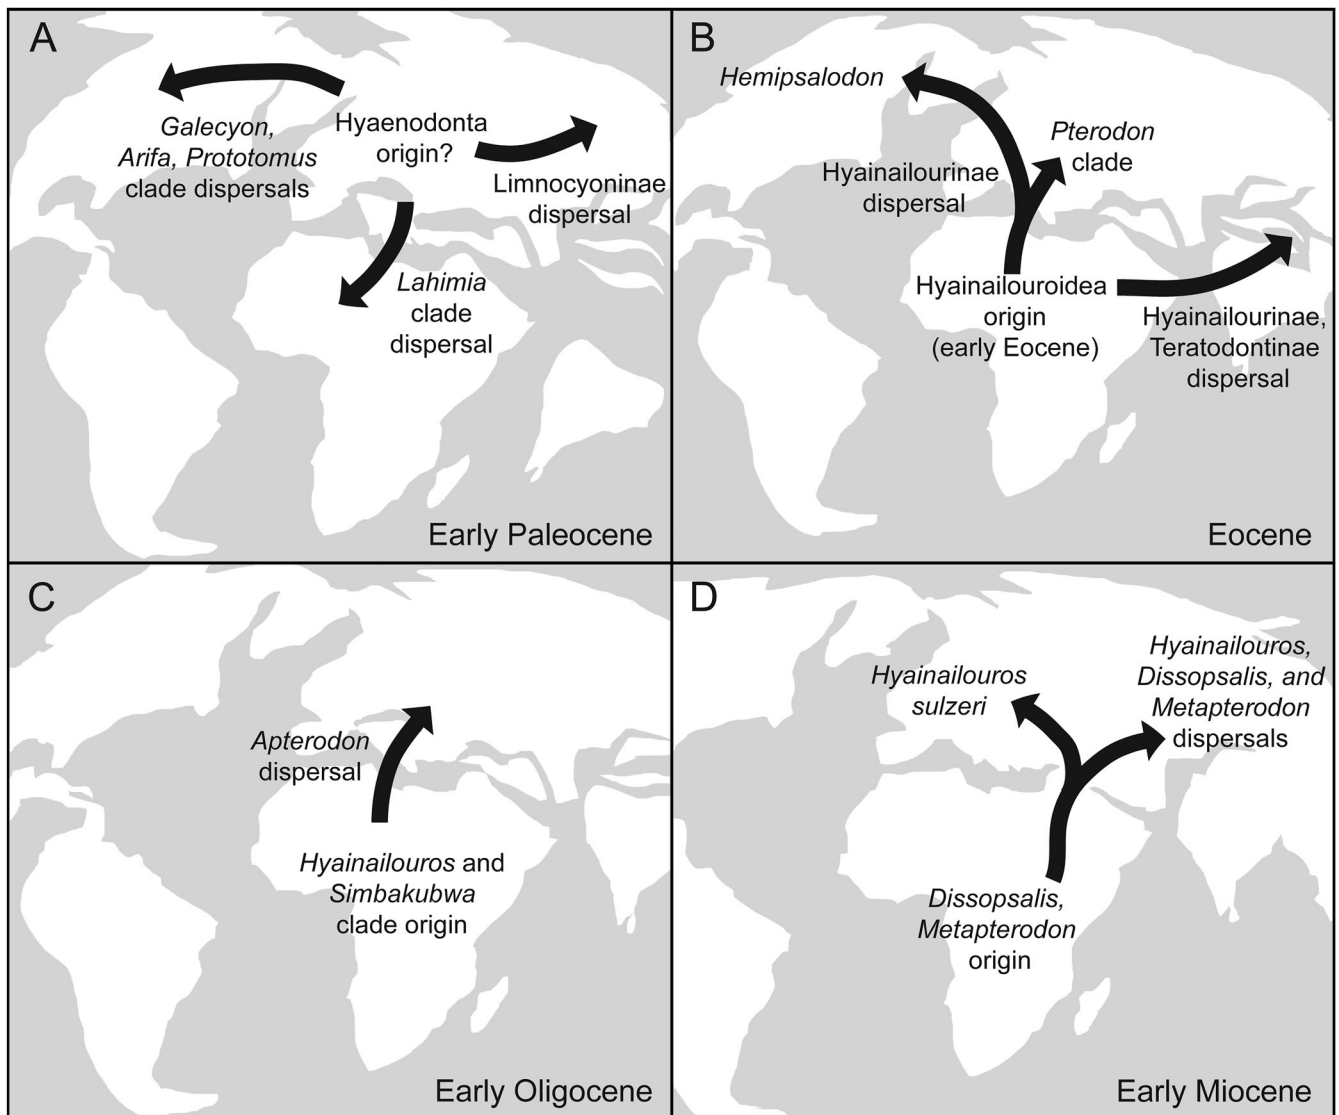 A
Hyaenodonta
origin?
Galecyon,
Arifa, Prototomus
clade dispersals
Limnocyoninae
dispersal
Lahimia
clade
dispersal
Early Paleocene
B
Hemipsalodon
Pterodon
clade
Hyainailourinae
dispersal
Hyainailouroidea
origin
(early Eocene)
Hyainailourinae,
Teratodontinae
dispersal
Eocene
C
Apterodon
dispersal
Hyainailouros and
Simbakubwa
clade origin
Early Oligocene
D
Hyainailouros
sulzeri
Hyainailouros,
Dissopsalis, and
Metapterodon
dispersals
Dissopsalis,
Metapterodon
origin
Early Miocene